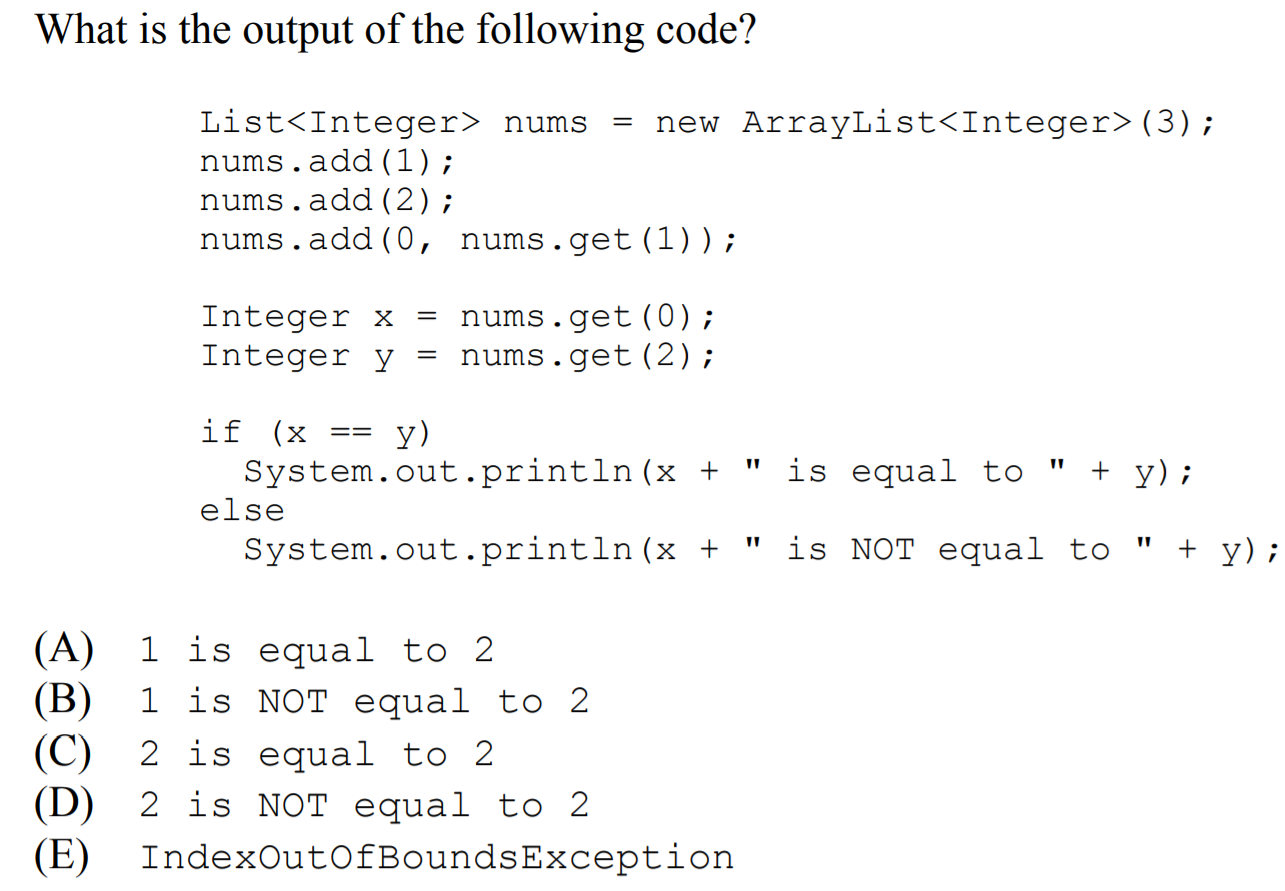 What is the output of the following code?
List<Integer> nums = new ArrayList<Integer>(3);
nums.add(1);
nums.add(2);
nums.add(0, nums.get(1));
Integer x = nums.get(0);
Integer y = nums.get(2);
if (x == y)
System.out.println(x + " is equal to " + y);
else
System.out.println(x + " is NOT equal to " + y);
(A) 1 is equal to 2
(B) 1 is NOT equal to 2
(C) 2 is equal to 2
(D) 2 is NOT equal to 2
(E) IndexOutOfBoundsException